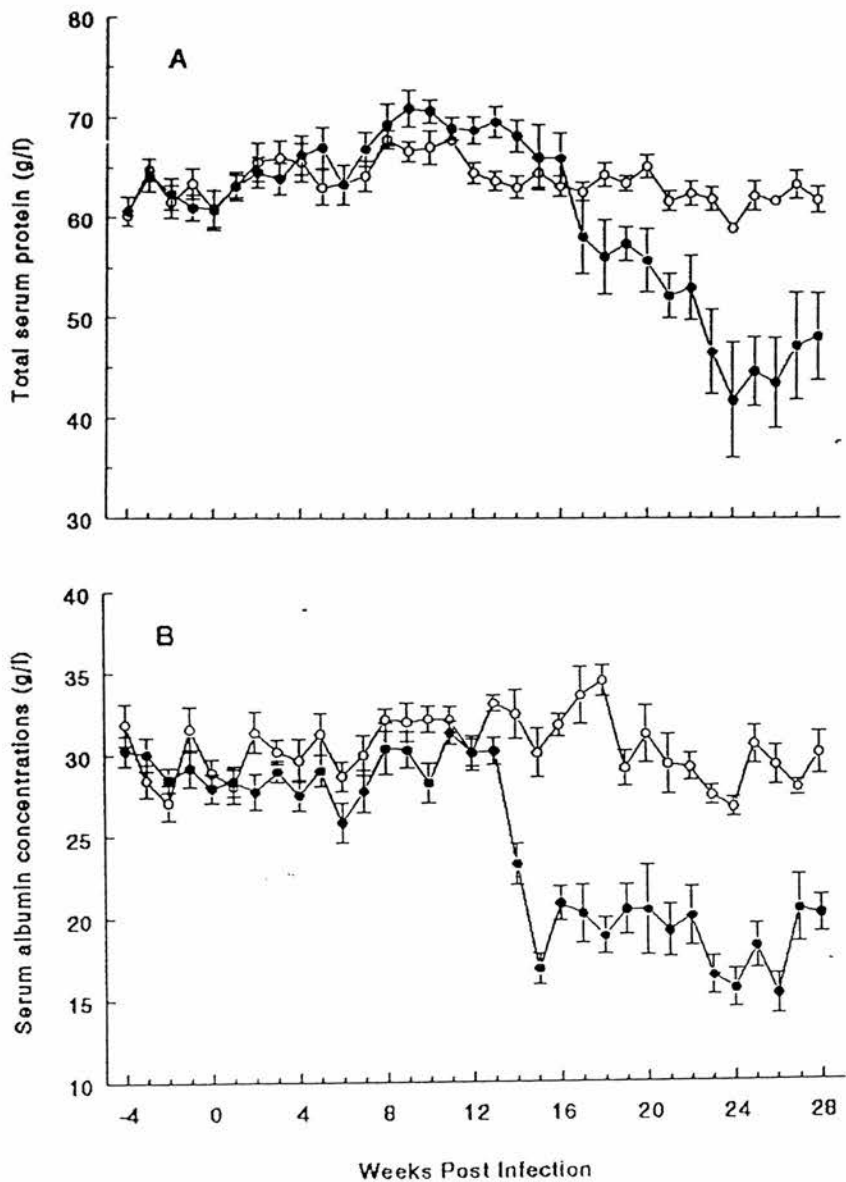 80
70
60
50
40
30
Total serum protein (g/l)
A
40
35
30
25
20
15
10
Serum albumin concentrations (g/l)
B
-4 0 4 8 12 16 20 24 28
Weeks Post Infection